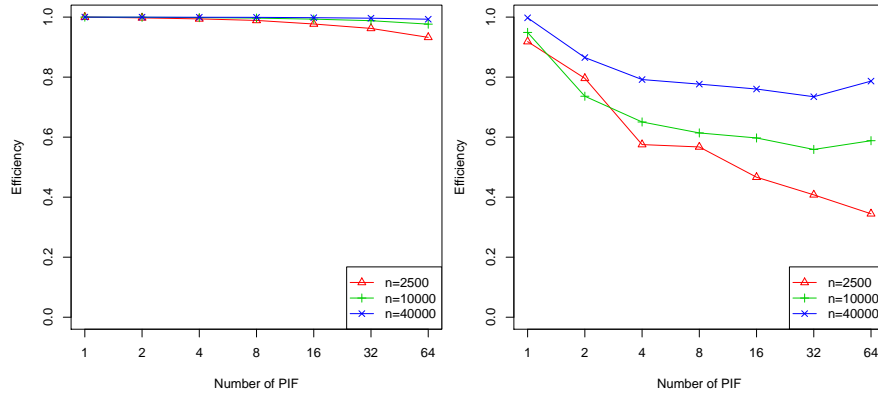 Efficiency
1.0
0.8
0.6
0.4
0.2
0.0
n=2500
n=10000
n=40000
1 2 4 8 16 32 64
Number of PIF
Efficiency
1.0
0.8
0.6
0.4
0.2
0.0
n=2500
n=10000
n=40000
1 2 4 8 16 32 64
Number of PIF